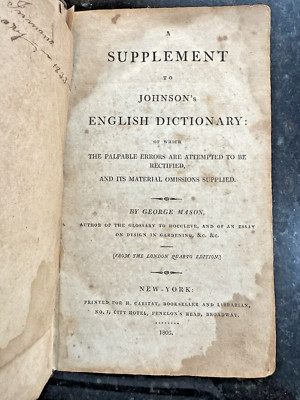 A
SUPPLEMENT
TO
JOHNSON's
ENGLISH DICTIONARY:
OF WHICH
THE PALPABLE ERRORS ARE ATTEMPTED TO BE
RECTIFIED,
AND ITS MATERIAL OMISSIONS SUPPLIED.
BY GEORGE MASON,
AUTHOR OF THE GLOSSARY TO HOCCLEVE, AND OF AN ESSAY
ON DESIGN IN GARDENING, &c. &c.
[FROM THE LONDON QUARTO EDITION]
NEW-YORK:
PRINTED FOR H. CARITAT, BOOKSELLER AND LIBRARIAN,
NO. 1, CITY HOTEL, FENELON'S HEAD, BROADWAY.
1803.